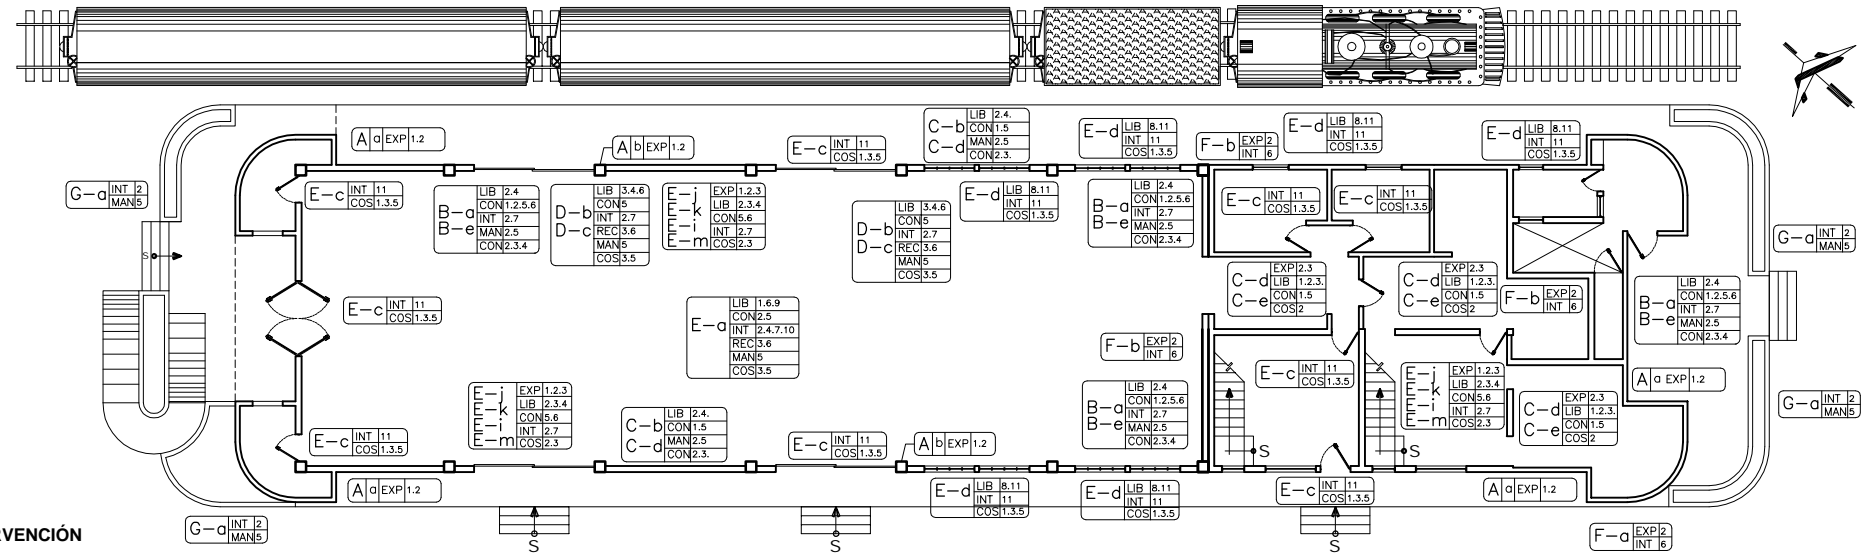 A a EXP 1.2
A b EXP 1.2
E-c INT 11
COS 1.3.5
C-b C-d LIB 2.4.
CON 1.5
MAN 2.5
CON 2.3.
E-d LIB 8.11
INT 11
COS 1.3.5
F-b EXP 2
INT 6
E-d LIB 8.11
INT 11
COS 1.3.5
E-d LIB 8.11
INT 11
COS 1.3.5
G-a INT 2
MAN 5
E-c INT 11
COS 1.3.5
B-a B-e LIB 2.4
CON 1.2.5.6
INT 2.7
MAN 2.5
CON 2.3.4
D-b D-c LIB 3.4.6
CON 5
INT 2.7
REC 3.6
MAN 5
COS 3.5
E-j E-k E-i E-m EXP 1.2.3
LIB 2.3.4
CON 5.6
INT 2.7
COS 2.3
D-b D-c LIB 3.4.6
CON 5
INT 2.7
REC 3.6
MAN 5
COS 3.5
E-d LIB 8.11
INT 11
COS 1.3.5
B-a B-e LIB 2.4
CON 1.2.5.6
INT 2.7
MAN 2.5
CON 2.3.4
E-c INT 11
COS 1.3.5
E-c INT 11
COS 1.3.5
G-a INT 2
MAN 5
S
E-c INT 11
COS 1.3.5
E-a LIB 1.6.9
CON 2.5
INT 2.4.7.10
REC 3.6
MAN 5
COS 3.5
C-d C-e EXP 2.3
LIB 1.2.3.
CON 1.5
COS 2
C-d C-e EXP 2.3
LIB 1.2.3.
CON 1.5
COS 2
F-b EXP 2
INT 6
B-a B-e LIB 2.4
CON 1.2.5.6
INT 2.7
MAN 2.5
CON 2.3.4
F-b EXP 2
INT 6
E-c INT 11
COS 1.3.5
E-j E-k E-i E-m EXP 1.2.3
LIB 2.3.4
CON 5.6
INT 2.7
COS 2.3
A a EXP 1.2
E-j E-k E-i E-m EXP 1.2.3
LIB 2.3.4
CON 5.6
INT 2.7
COS 2.3
C-b C-d LIB 2.4.
CON 1.5
MAN 2.5
CON 2.3.
B-a B-e LIB 2.4
CON 1.2.5.6
INT 2.7
MAN 2.5
CON 2.3.4
C-d C-e EXP 2.3
LIB 1.2.3.
CON 1.5
COS 2
G-a INT 2
MAN 5
E-c INT 11
COS 1.3.5
E-c INT 11
COS 1.3.5
A b EXP 1.2
S
S
A a EXP 1.2
E-d LIB 8.11
INT 11
COS 1.3.5
E-d LIB 8.11
INT 11
COS 1.3.5
E-c INT 11
COS 1.3.5
A a EXP 1.2
G-a INT 2
MAN 5
F-a EXP 2
INT 6
S
S
S
RVENCIÓN